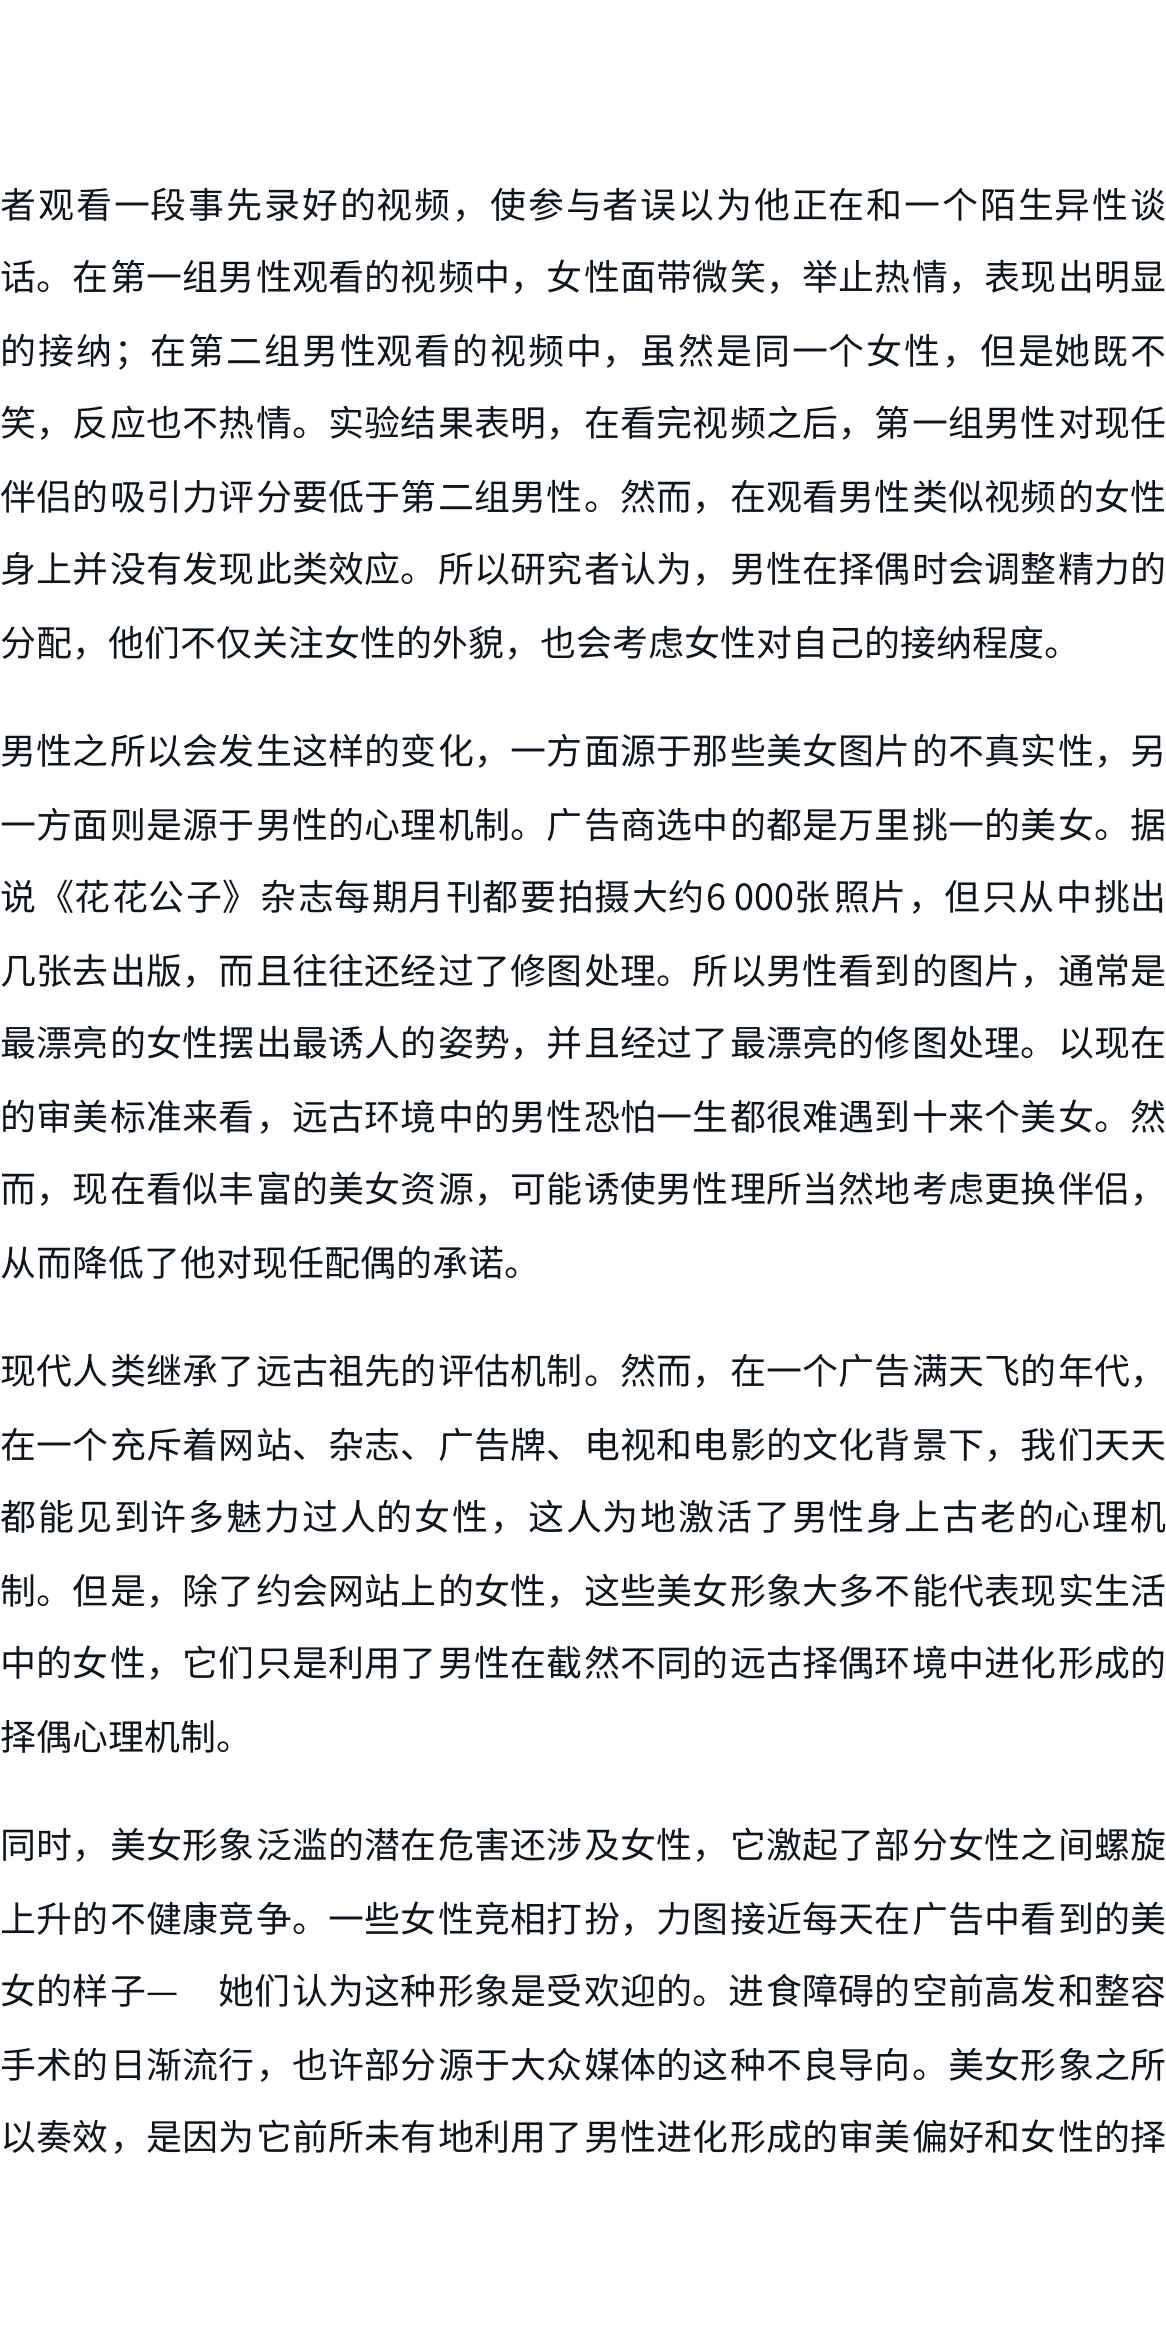 者观看一段事先录好的视频，使参与者误以为他正在和一个陌生异性谈
话。在第一组男性观看的视频中，女性面带微笑，举止热情，表现出明显
的接纳；在第二组男性观看的视频中，虽然是同一个女性，但是她既不
笑，反应也不热情。实验结果表明，在看完视频之后，第一组男性对现任
伴侣的吸引力评分要低于第二组男性。然而，在观看男性类似视频的女性
身上并没有发现此类效应。所以研究者认为，男性在择偶时会调整精力的
分配，他们不仅关注女性的外貌，也会考虑女性对自己的接纳程度。
男性之所以会发生这样的变化，一方面源于那些美女图片的不真实性，另
一方面则是源于男性的心理机制。广告商选中的都是万里挑一的美女。据
说《花花公子》杂志每期月刊都要拍摄大约6 000张照片，但只从中挑出
几张去出版，而且往往还经过了修图处理。所以男性看到的图片，通常是
最漂亮的女性摆出最诱人的姿势，并且经过了最漂亮的修图处理。以现在
的审美标准来看，远古环境中的男性恐怕一生都很难遇到十来个美女。然
而，现在看似丰富的美女资源，可能诱使男性理所当然地考虑更换伴侣，
从而降低了他对现任配偶的承诺。
现代人类继承了远古祖先的评估机制。然而，在一个广告满天飞的年代，
在一个充斥着网站、杂志、广告牌、电视和电影的文化背景下，我们天天
都能见到许多魅力过人的女性，这人为地激活了男性身上古老的心理机
制。但是，除了约会网站上的女性，这些美女形象大多不能代表现实生活
中的女性，它们只是利用了男性在截然不同的远古择偶环境中进化形成的
择偶心理机制。
同时，美女形象泛滥的潜在危害还涉及女性，它激起了部分女性之间螺旋
上升的不健康竞争。一些女性竞相打扮，力图接近每天在广告中看到的美
女的样子—　她们认为这种形象是受欢迎的。进食障碍的空前高发和整容
手术的日渐流行，也许部分源于大众媒体的这种不良导向。美女形象之所
以奏效，是因为它前所未有地利用了男性进化形成的审美偏好和女性的择